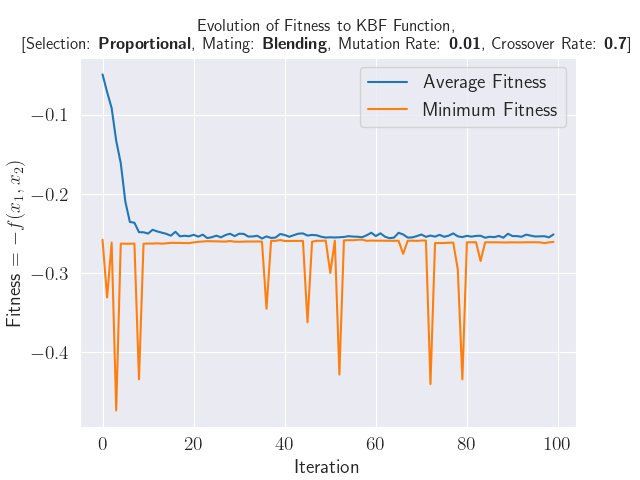 Evolution of Fitness to KBF Function,
[Selection: Proportional, Mating: Blending, Mutation Rate: 0.01, Crossover Rate: 0.7]
Average Fitness
Minimum Fitness
−0.1
−0.2
−0.3
−0.4
Fitness = −f(x₁, x₂)
0 20 40 60 80 100
Iteration